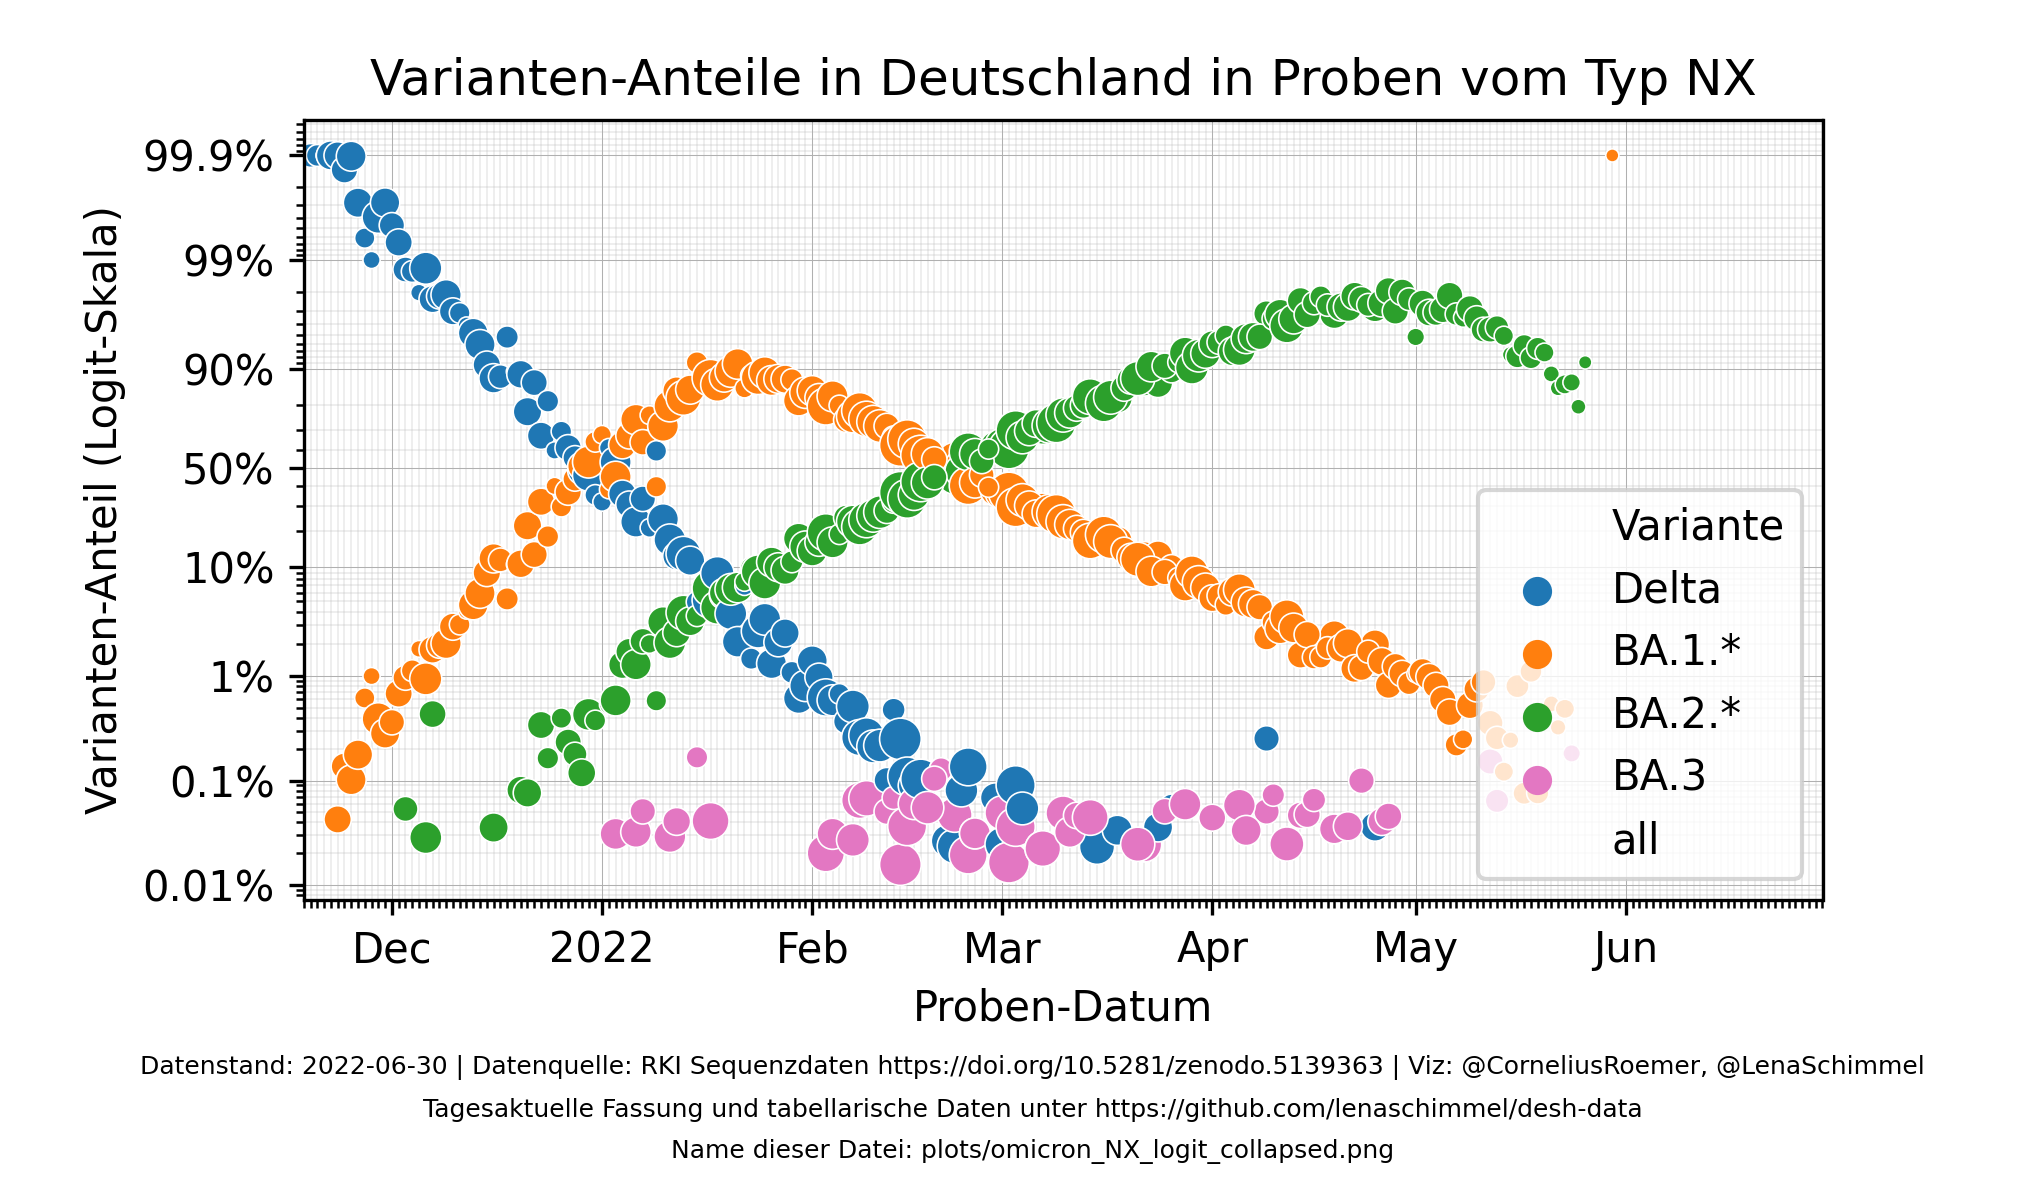 Varianten-Anteile in Deutschland in Proben vom Typ NX
99.9%
99%
90%
50%
10%
1%
0.1%
0.01%
Varianten-Anteil (Logit-Skala)
Variante
Delta
BA.1.*
BA.2.*
BA.3
all
Dec 2022 Feb Mar Apr May Jun
Proben-Datum
Datenstand: 2022-06-30 | Datenquelle: RKI Sequenzdaten https://doi.org/10.5281/zenodo.5139363 | Viz: @CorneliusRoemer, @LenaSchimmel
Tagesaktuelle Fassung und tabellarische Daten unter https://github.com/lenaschimmel/desh-data
Name dieser Datei: plots/omicron_NX_logit_collapsed.png